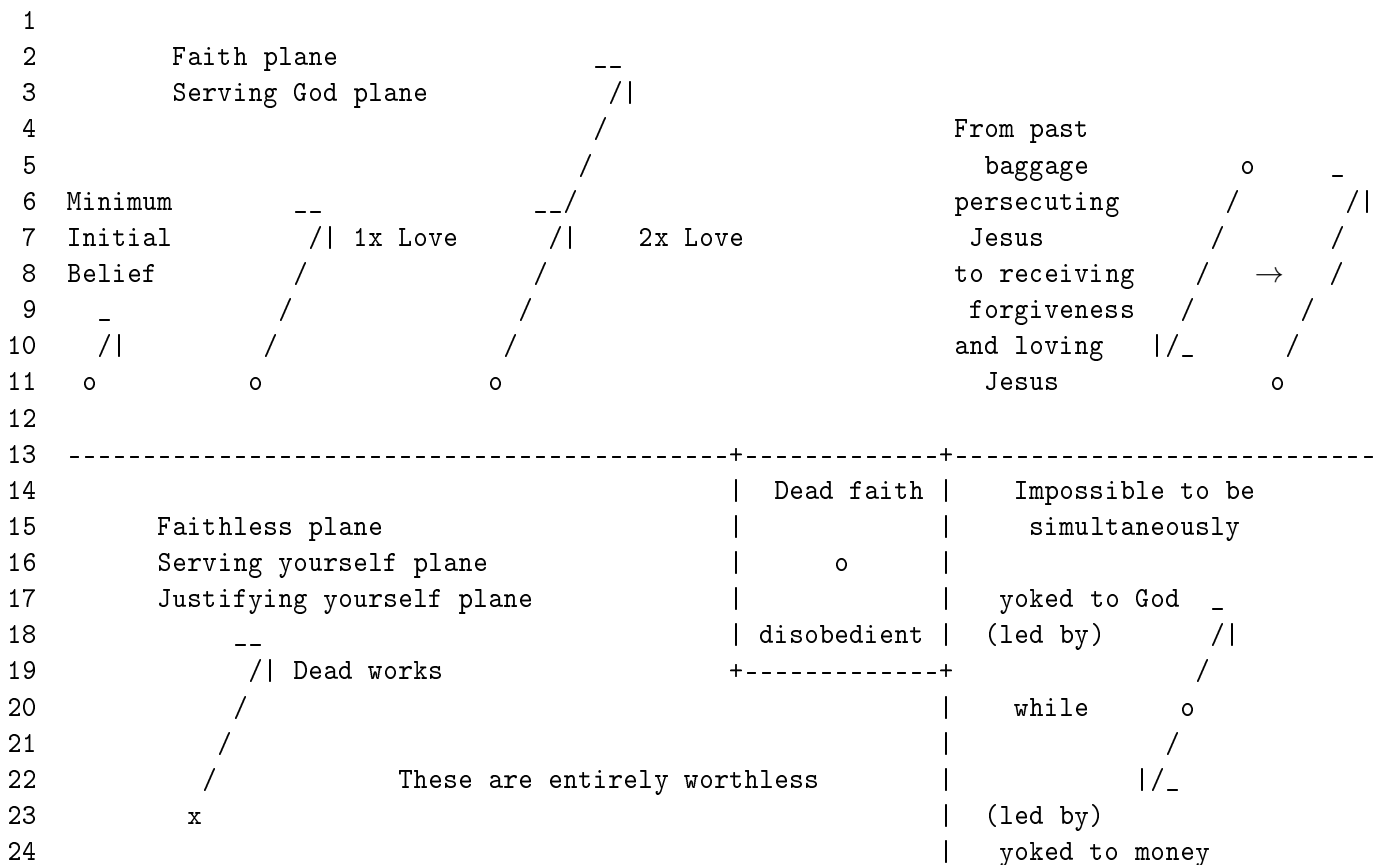 1
2         Faith plane                 __
3         Serving God plane            /|
4                                     /                       From past
5                                    /                          baggage            o     _
6  Minimum        __              __/                         persecuting       /       /|
7  Initial         /| 1x Love      /|    2x Love               Jesus           /       /
8  Belief         /               /                           to receiving    /   →   /
9    _           /               /                             forgiveness   /       /
10   /|         /               /                             and loving   |/_      /
11  o          o               o                                Jesus              o
12
13 --------------------------------------------+-------------+----------------------------
14                                             |  Dead faith |    Impossible to be
15       Faithless plane                       |             |     simultaneously
16       Serving yourself plane                |      o      |
17       Justifying yourself plane             |             |   yoked to God  _
18            __                               | disobedient |  (led by)       /|
19             /| Dead works                   +-------------+                /
20            /                                              |    while      o
21           /                                               |              /
22          /            These are entirely worthless        |            |/_
23         x                                                 |  (led by)
24                                                           |   yoked to money